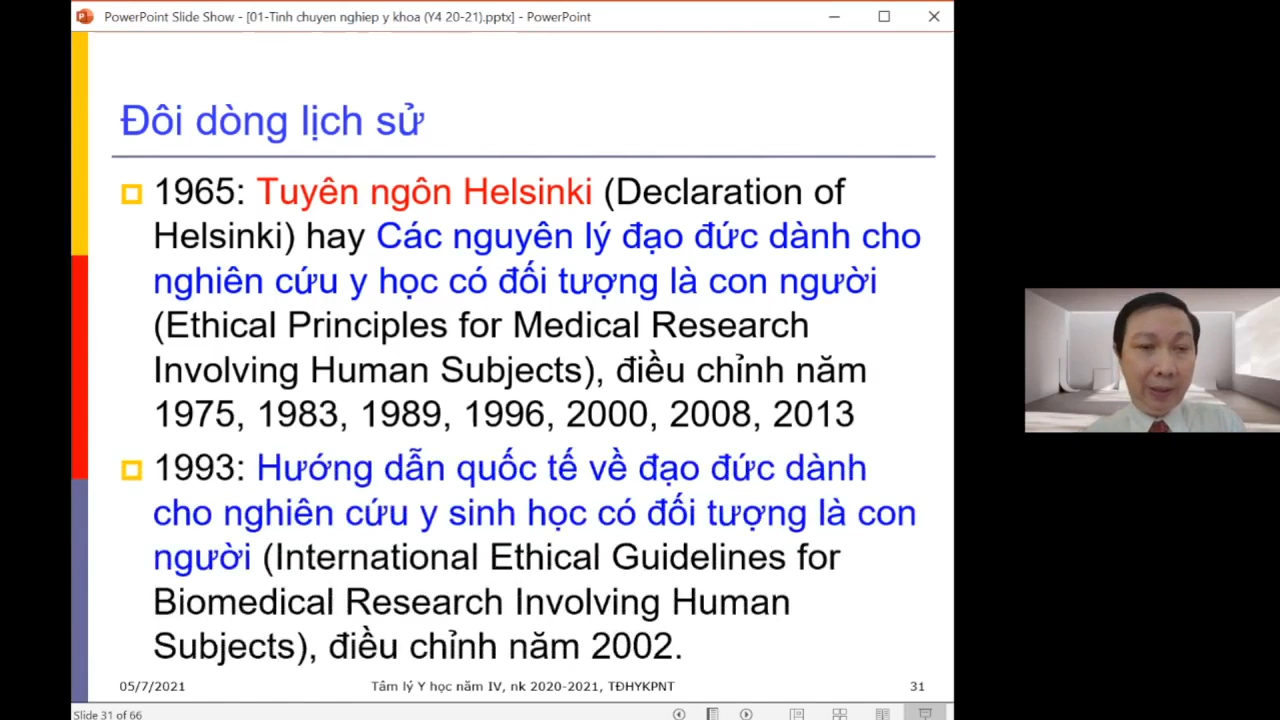 PowerPoint Slide Show - [01-Tinh chuyen nghiep y khoa (Y4 20-21).pptx] - PowerPoint
Đôi dòng lịch sử
1965: Tuyên ngôn Helsinki (Declaration of
Helsinki) hay Các nguyên lý đạo đức dành cho
nghiên cứu y học có đối tượng là con người
(Ethical Principles for Medical Research
Involving Human Subjects), điều chỉnh năm
1975, 1983, 1989, 1996, 2000, 2008, 2013
1993: Hướng dẫn quốc tế về đạo đức dành
cho nghiên cứu y sinh học có đối tượng là con
người (International Ethical Guidelines for
Biomedical Research Involving Human
Subjects), điều chỉnh năm 2002.
05/7/2021 Tâm lý Y học năm IV, nk 2020-2021, TĐHYKPNT 31
Slide 31 of 66